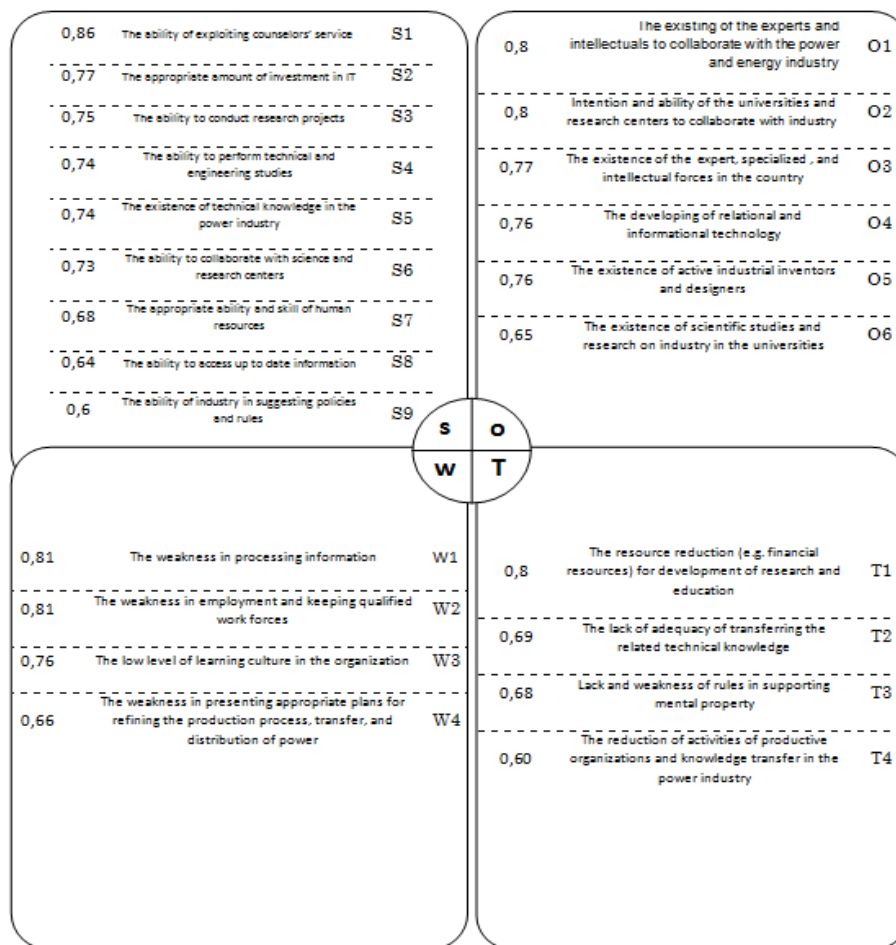 0,86 The ability of exploiting counselors' service S1
0,77 The appropriate amount of investment in IT S2
0,75 The ability to conduct research projects S3
0,74 The ability to perform technical and
engineering studies S4
0,74 The existence of technical knowledge in the
power industry S5
0,73 The ability to collaborate with science and
research centers S6
0,68 The appropriate ability and skill of human
resources S7
0,64 The ability to access up to date information S8
0,6 The ability of industry in suggesting policies
and rules S9
The existing of the experts and
0,8 intellectuals to collaborate with the power O1
and energy industry
0,8 Intention and ability of the universities and
research centers to collaborate with industry O2
0,77 The existence of the expert, specialized , and
intellectual forces in the country O3
0,76 The developing of relational and
informational technology O4
0,76 The existence of active industrial inventors
and designers O5
0,65 The existence of scientific studies and
research on industry in the universities O6
s o
w T
0,81 The weakness in processing information W1
0,81 The weakness in employment and keeping qualified
work forces W2
0,76 The low level of learning culture in the organization W3
The weakness in presenting appropriate plans for
0,66 refining the production process, transfer, and W4
distribution of power
The resource reduction (e.g. financial
0,8 resources) for development of research and T1
education
0,69 The lack of adequacy of transferring the
related technical knowledge T2
0,68 Lack and weakness of rules in supporting
mental property T3
The reduction of activities of productive
0,60 organizations and knowledge transfer in the T4
power industry